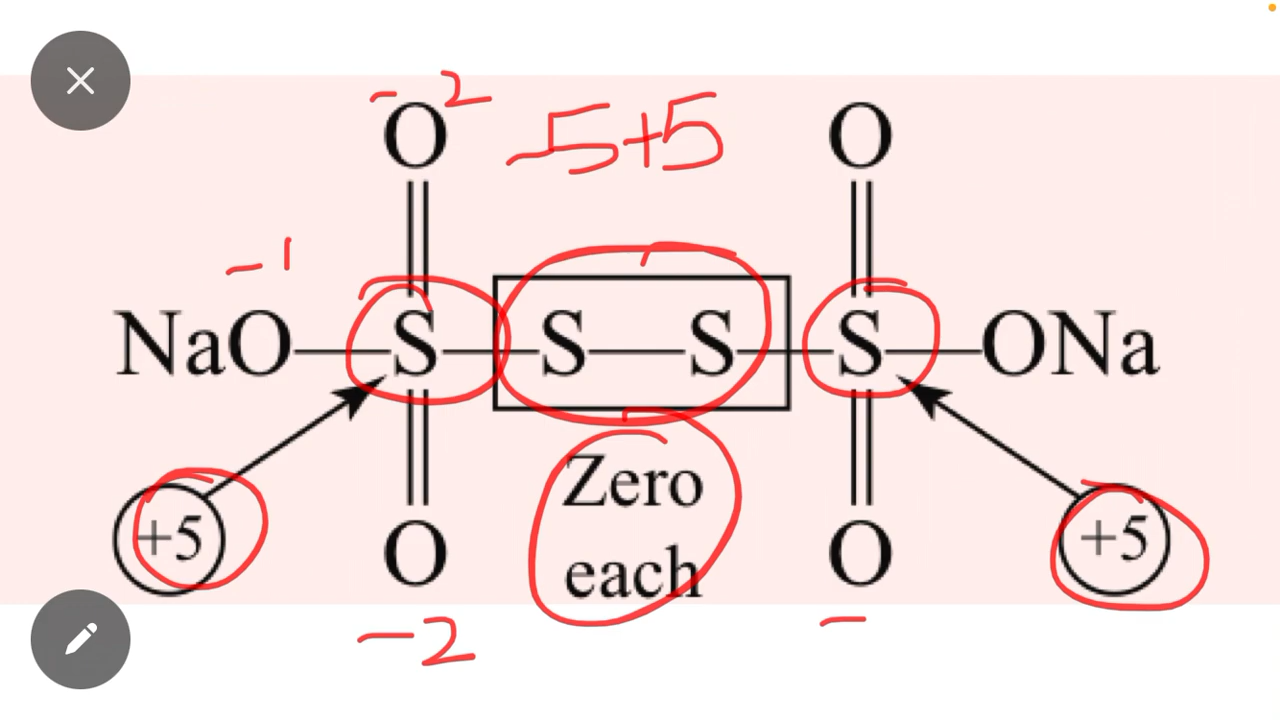 O O
-2 -5+5
-1
NaO S S S S ONa
+5 Zero +5
each
O O
-2 -